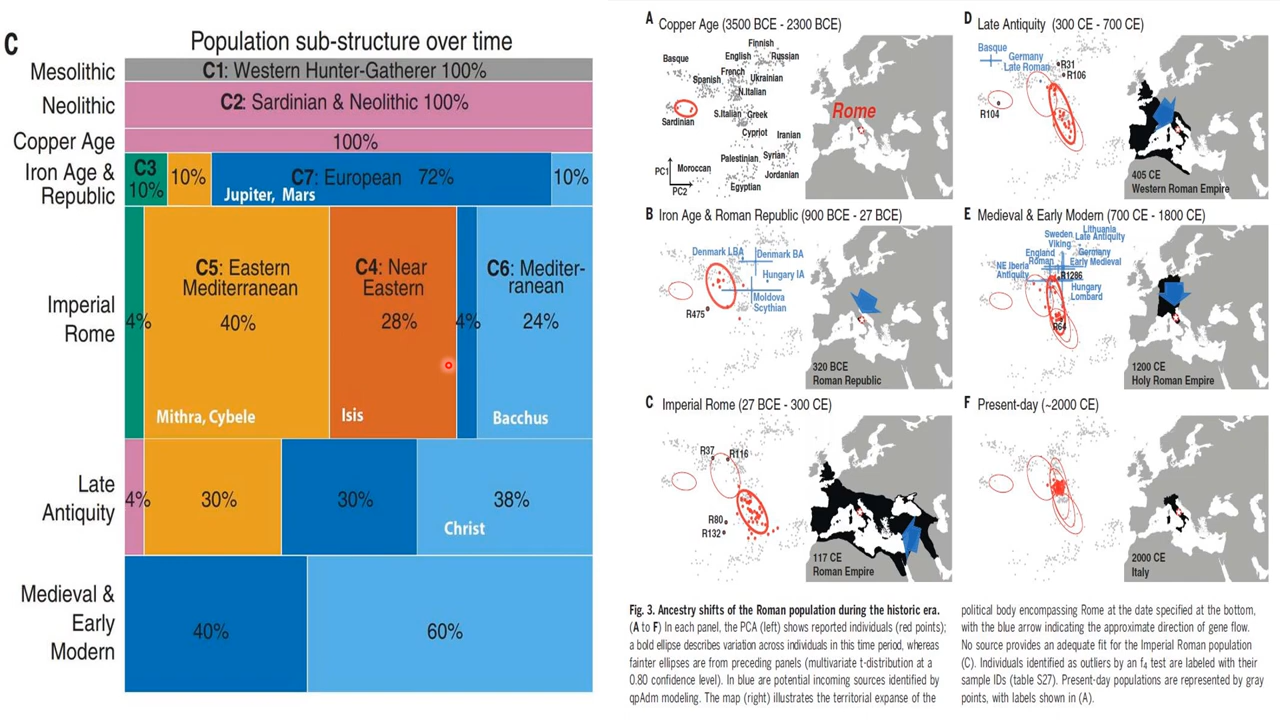 C
Population sub-structure over time
Mesolithic
C1: Western Hunter-Gatherer 100%
Neolithic
C2: Sardinian & Neolithic 100%
Copper Age
100%
Iron Age &
Republic
C3
10%
10%
C7: European 72%
Jupiter, Mars
10%
Imperial
Rome
4%
C5: Eastern
Mediterranean
40%
Mithra, Cybele
C4: Near
Eastern
28%
Isis
4%
C6: Mediter-
ranean
24%
Bacchus
Late
Antiquity
4%
30%
30%
38%
Christ
Medieval &
Early
Modern
40%
60%
A Copper Age (3500 BCE - 2300 BCE)
Finnish
Basque
English
Russian
French
Spanish
Ukrainian
N.Italian
Sardinian
S.Italian
Greek
Cypriot
Iranian
Palestinian
Syrian
Moroccan
Jordanian
Egyptian
PC1
PC2
Rome
B Iron Age & Roman Republic (900 BCE - 27 BCE)
Denmark LBA
Denmark BA
Hungary IA
Moldova
Scythian
R475
320 BCE
Roman Republic
C Imperial Rome (27 BCE - 300 CE)
R37
R116
R80
R132
117 CE
Roman Empire
D Late Antiquity (300 CE - 700 CE)
Basque
Germany
Late Roman
R31
R106
R104
405 CE
Western Roman Empire
E Medieval & Early Modern (700 CE - 1800 CE)
Lithuania
Late Antiquity
Sweden
Viking
England
Roman
Germany
Early Medieval
NE Iberia
Antiquity
R1286
Hungary
Lombard
R64
1200 CE
Holy Roman Empire
F Present-day (~2000 CE)
2000 CE
Italy
Fig. 3. Ancestry shifts of the Roman population during the historic era.
(A to F) In each panel, the PCA (left) shows reported individuals (red points);
a bold ellipse describes variation across individuals in this time period, whereas
fainter ellipses are from preceding panels (multivariate t-distribution at a
0.80 confidence level). In blue are potential incoming sources identified by
qpAdm modeling. The map (right) illustrates the territorial expanse of the
political body encompassing Rome at the date specified at the bottom,
with the blue arrow indicating the approximate direction of gene flow.
No source provides an adequate fit for the Imperial Roman population
(C). Individuals identified as outliers by an f4 test are labeled with their
sample IDs (table S27). Present-day populations are represented by gray
points, with labels shown in (A).